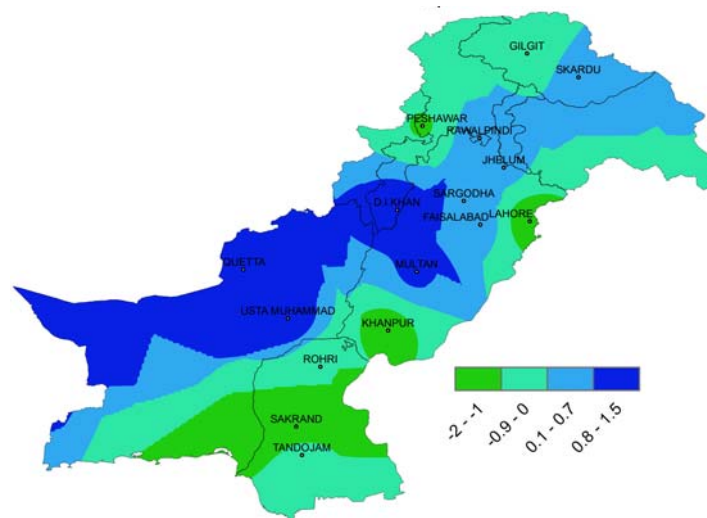 GILGIT
SKARDU
PESHAWAR
RAWALPINDI
JHELUM
SARGODHA
D.I.KHAN
FAISALABAD
LAHORE
QUETTA
MULTAN
USTA MUHAMMAD
KHANPUR
ROHRI
SAKRAND
TANDOJAM
-2 - -1
-0.9 - 0
0.1 - 0.7
0.8 - 1.5